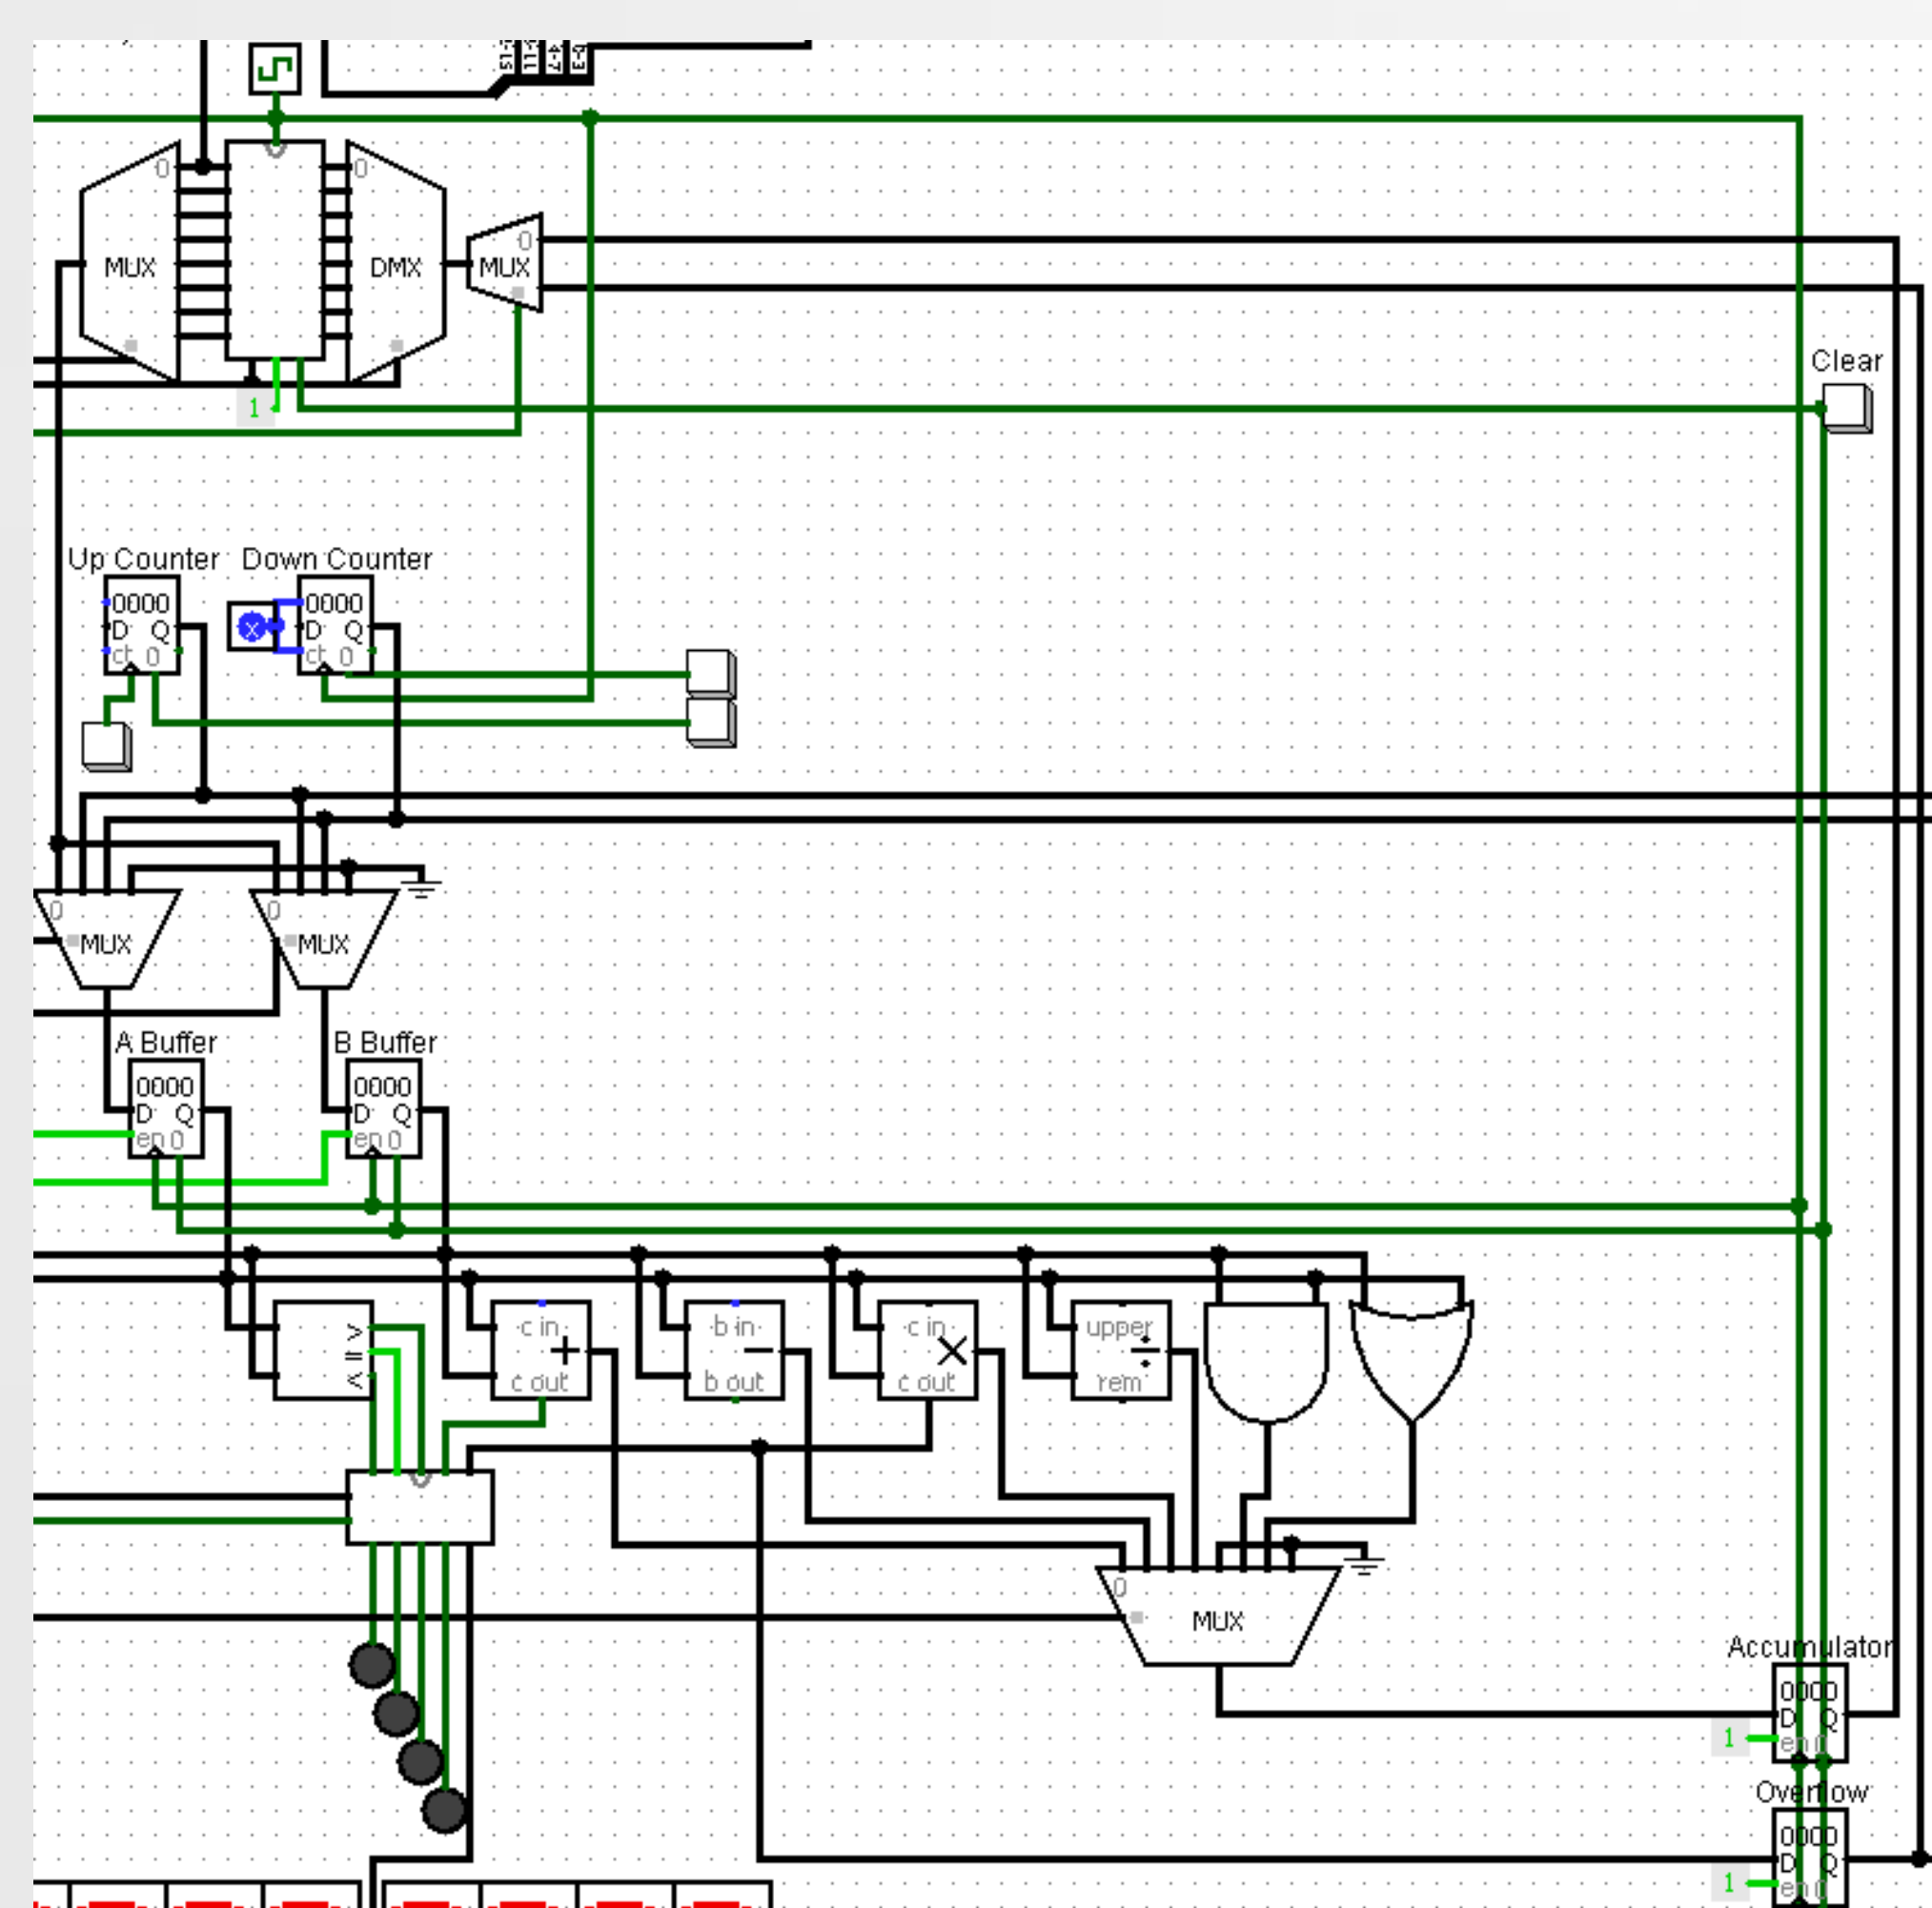 0
0
MUX
DMX
0
MUX
1
Clear
Up Counter
Down Counter
0000
D Q
ct 0
x
0000
D Q
ct 0
0
MUX
0
MUX
A Buffer
B Buffer
0000
D Q
en 0
0000
D Q
en 0
>
=
<
c in
+
c out
b in
−
b out
c in
×
c out
upper
÷
rem
0
MUX
Accumulator
0000
D Q
1
en 0
Overflow
0000
D Q
1
en 0